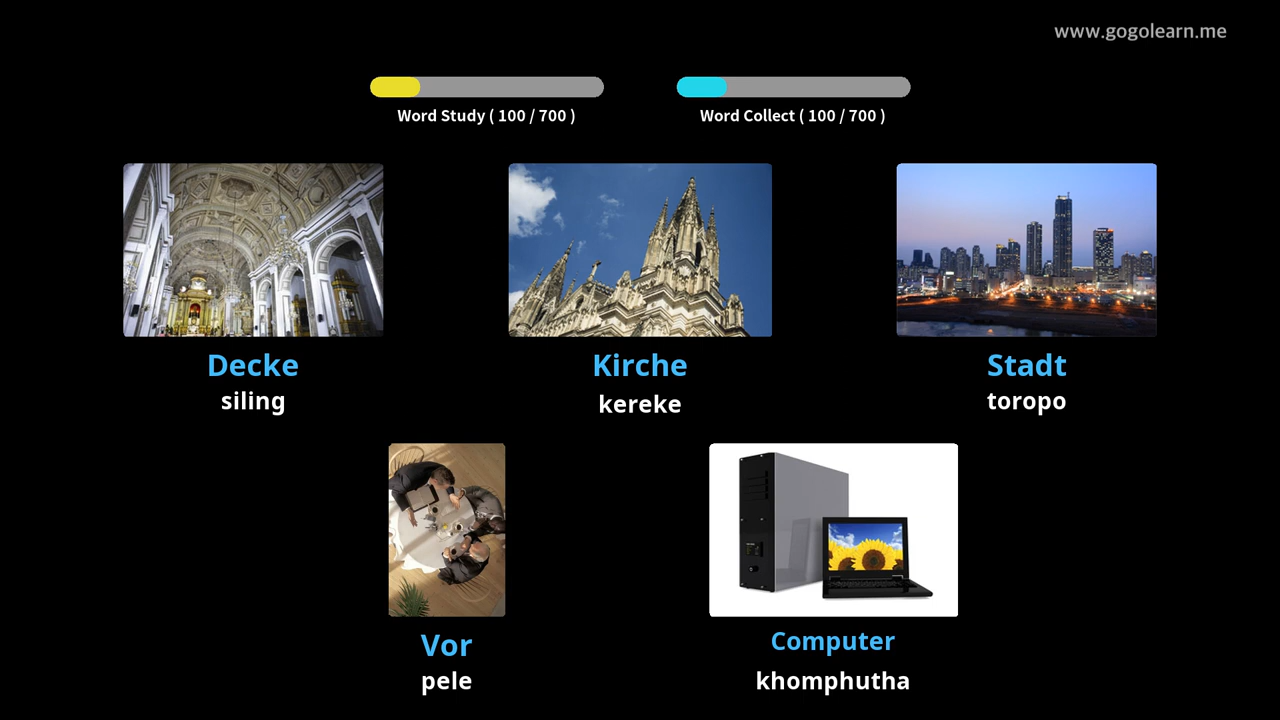 www.gogolearn.me
Word Study ( 100 / 700 )
Word Collect ( 100 / 700 )
Decke
siling
Kirche
kereke
Stadt
toropo
Vor
pele
Computer
khomphutha